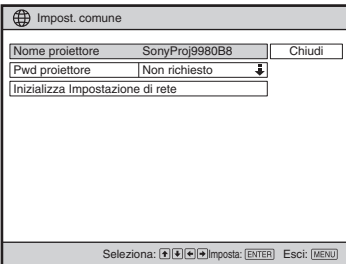 Impost. comune
Nome proiettore SonyProj9980B8 Chiudi
Pwd proiettore Non richiesto
Inizializza Impostazione di rete
Seleziona: Imposta: ENTER Esci: MENU